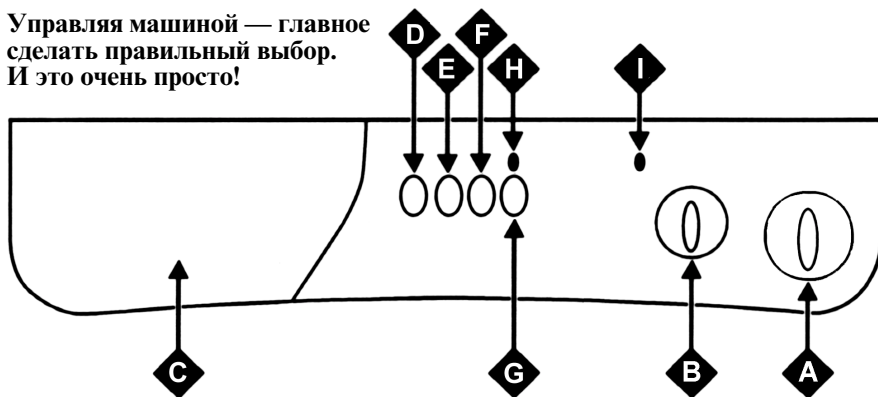 Управляя машиной — главное
сделать правильный выбор.
И это очень просто!
D F
E H I
C G B A